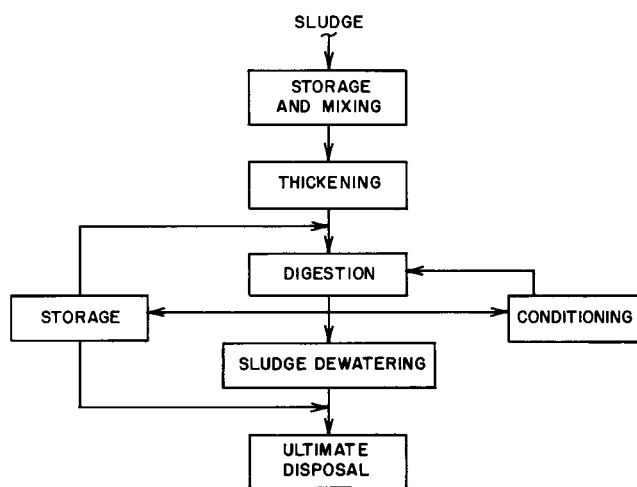 SLUDGE
STORAGE
AND MIXING
THICKENING
DIGESTION
STORAGE
CONDITIONING
SLUDGE DEWATERING
ULTIMATE
DISPOSAL